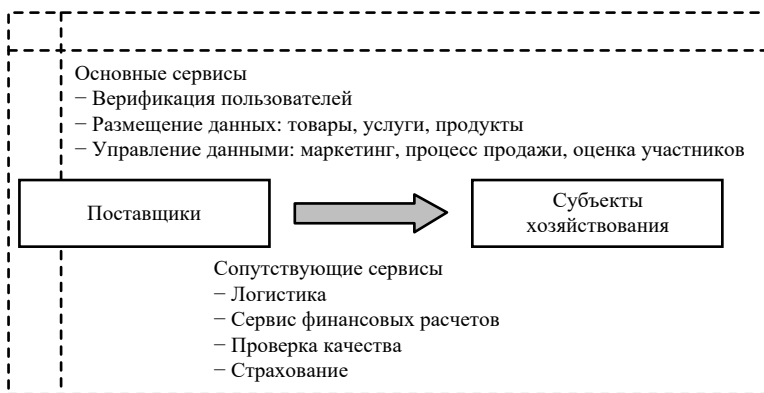 Основные сервисы
− Верификация пользователей
− Размещение данных: товары, услуги, продукты
− Управление данными: маркетинг, процесс продажи, оценка участников
Поставщики
Субъекты
хозяйствования
Сопутствующие сервисы
− Логистика
− Сервис финансовых расчетов
− Проверка качества
− Страхование